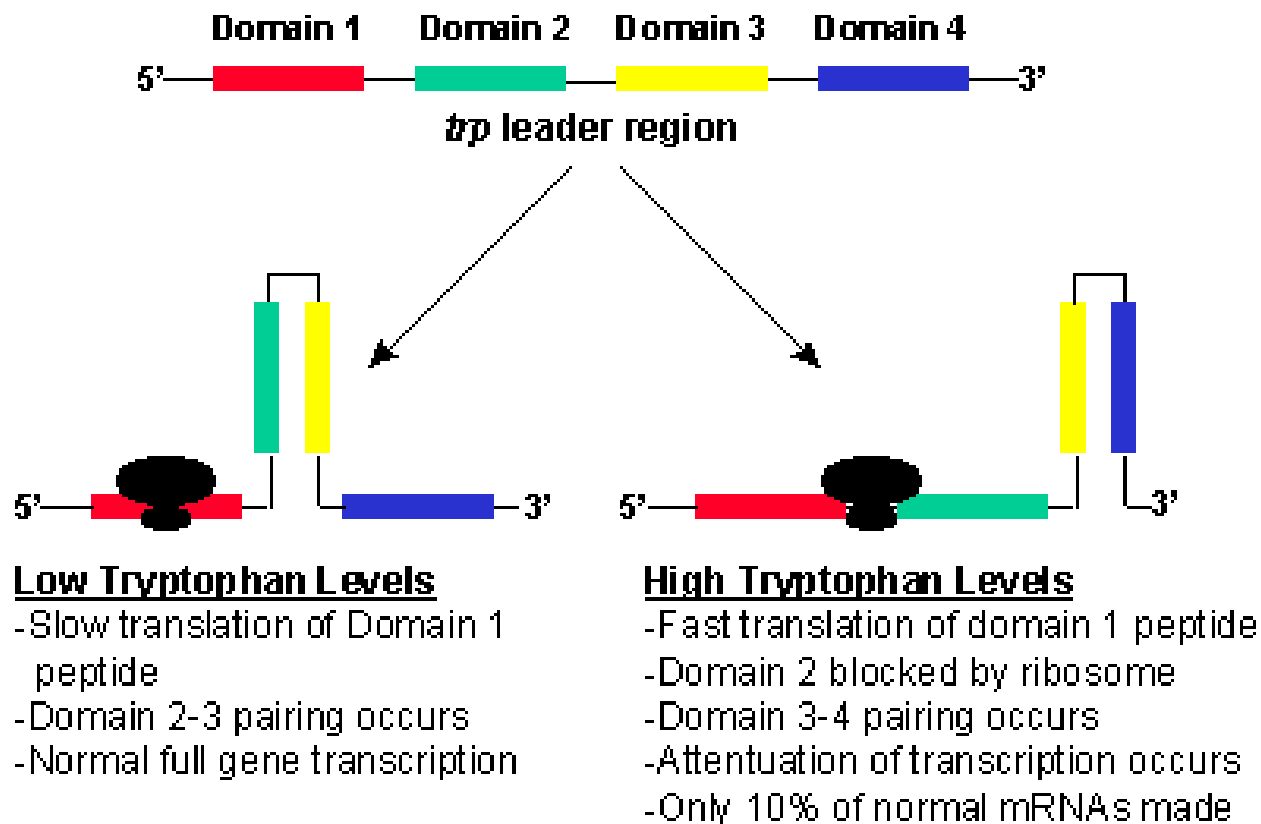 Domain 1 Domain 2 Domain 3 Domain 4
5' 3'
trp leader region
5' 3' 5' 3'
Low Tryptophan Levels
-Slow translation of Domain 1
peptide
-Domain 2-3 pairing occurs
-Normal full gene transcription
High Tryptophan Levels
-Fast translation of domain 1 peptide
-Domain 2 blocked by ribosome
-Domain 3-4 pairing occurs
-Attentuation of transcription occurs
-Only 10% of normal mRNAs made